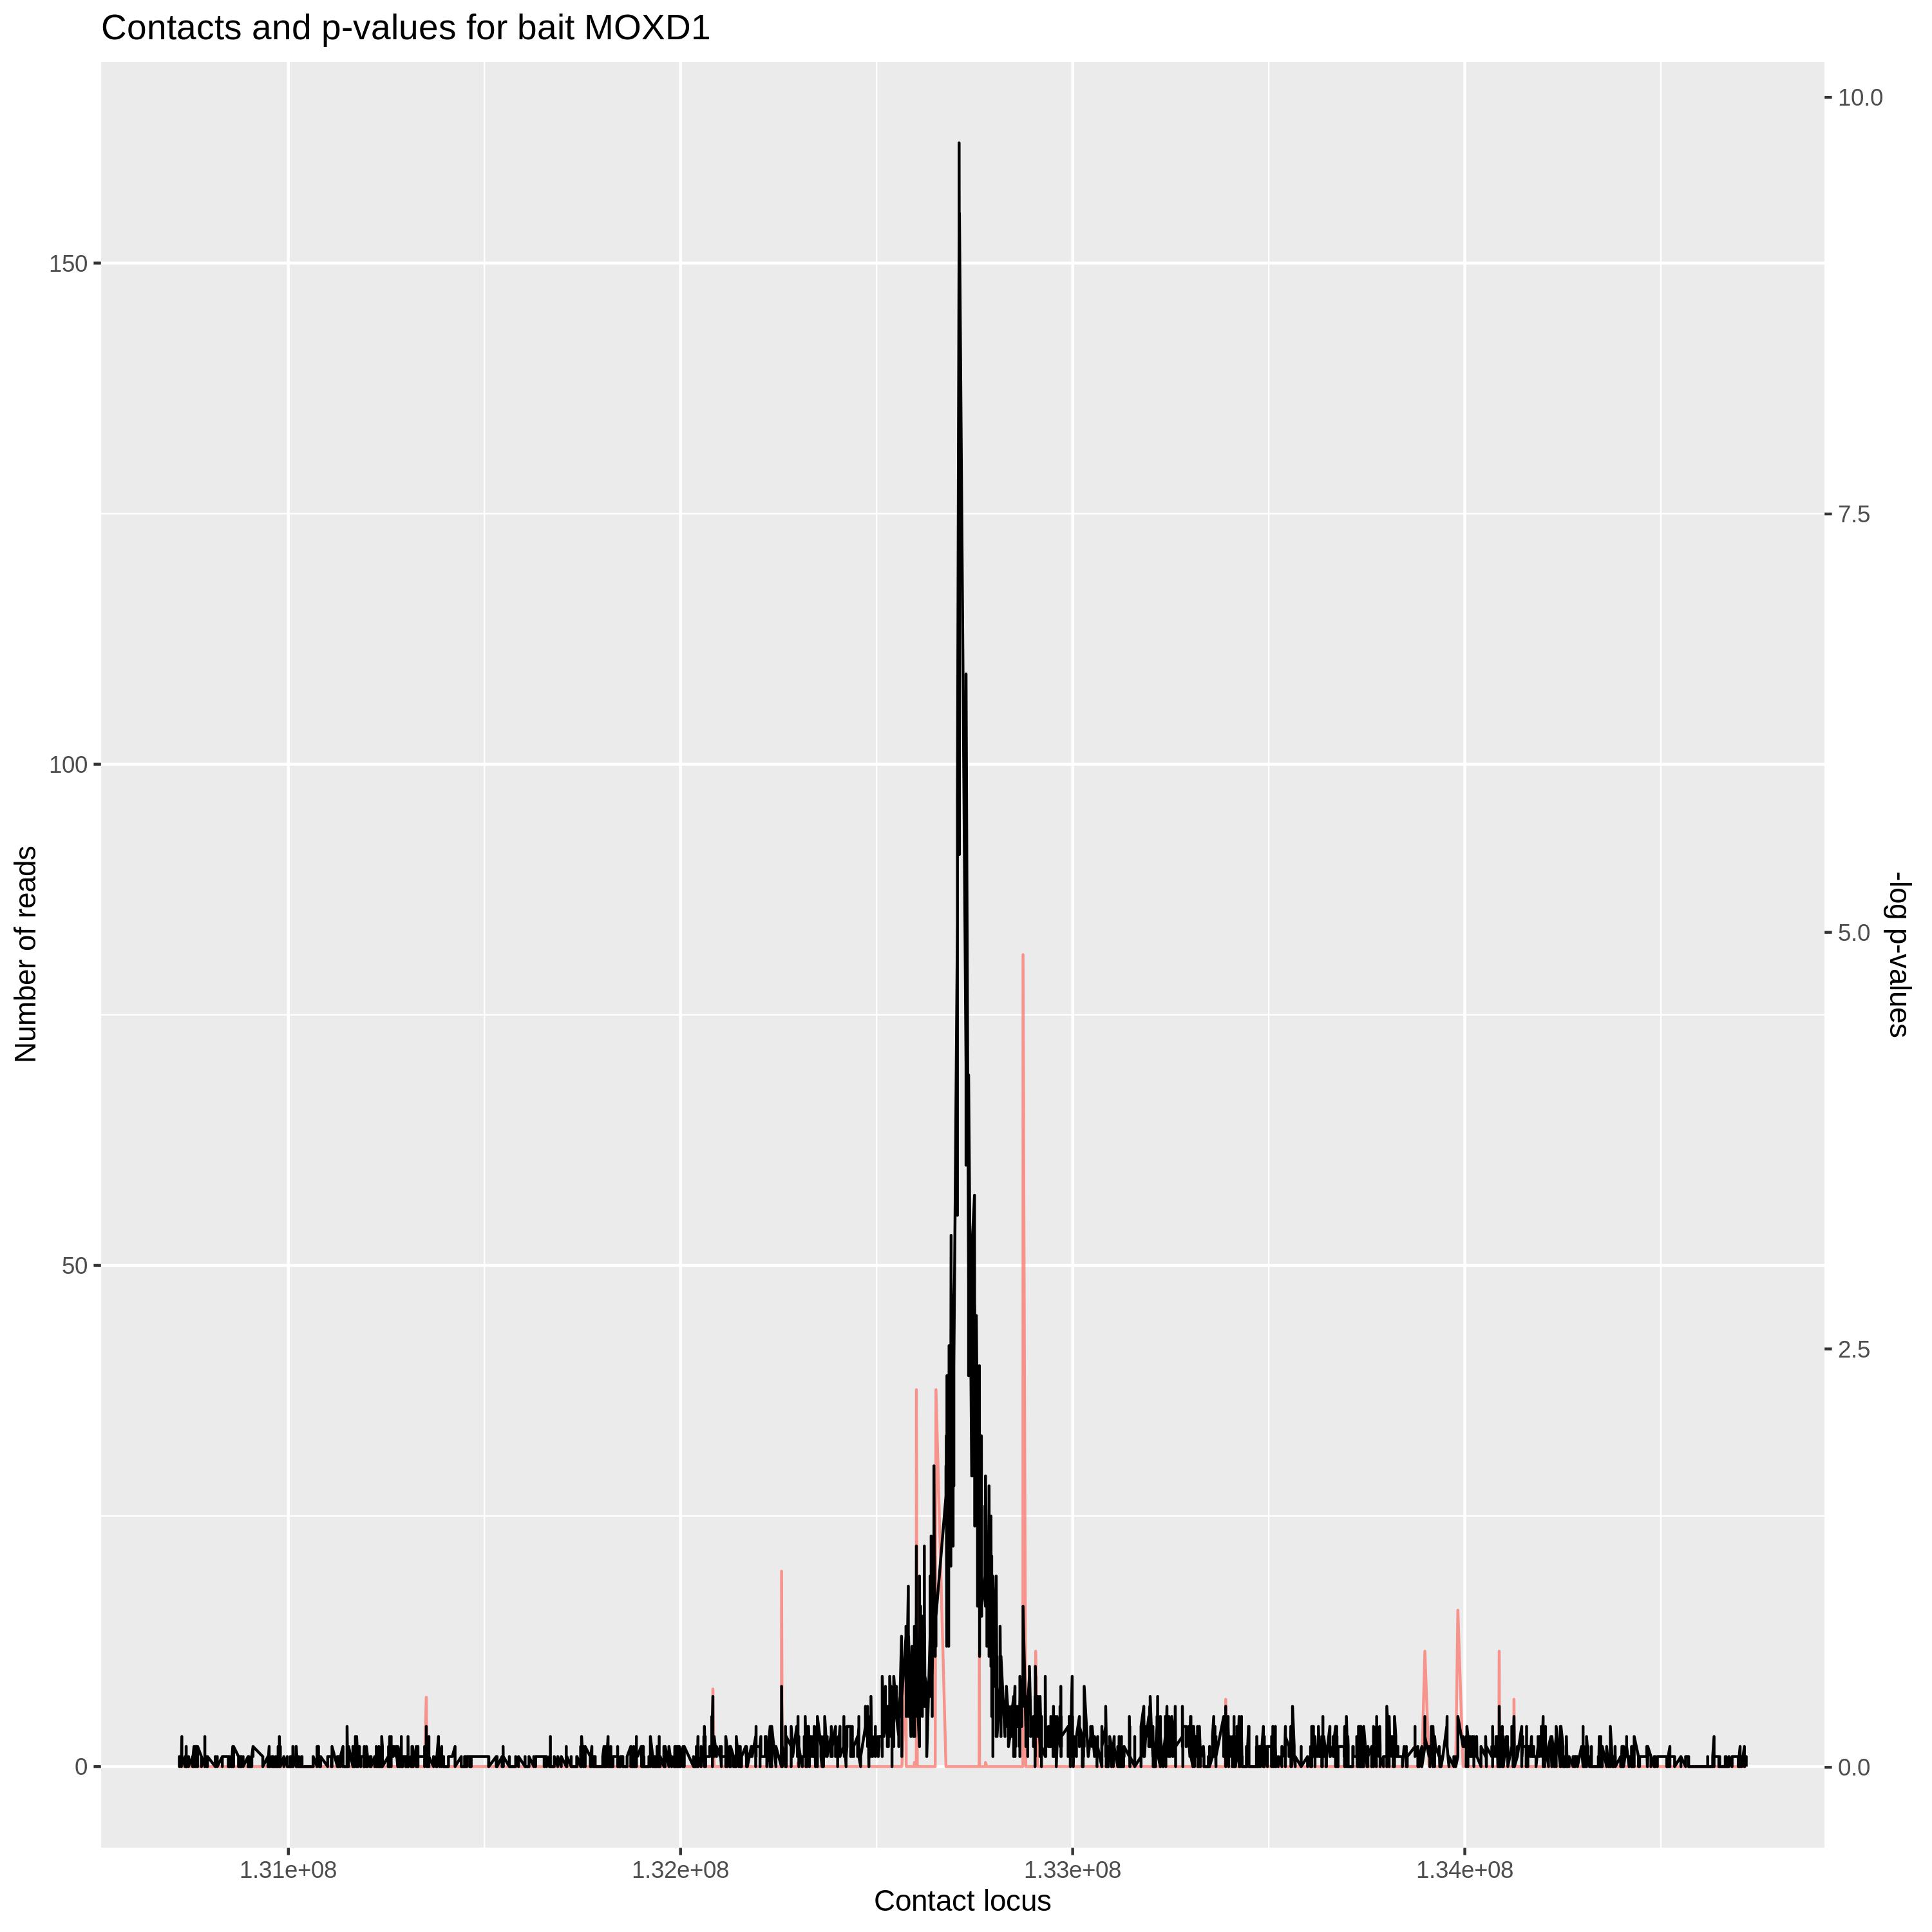 Contacts and p-values for bait MOXD1
10.0
150
7.5
100
5.0
Number of reads
-log p-values
50
2.5
0
0.0
1.31e+08
1.32e+08
1.33e+08
1.34e+08
Contact locus